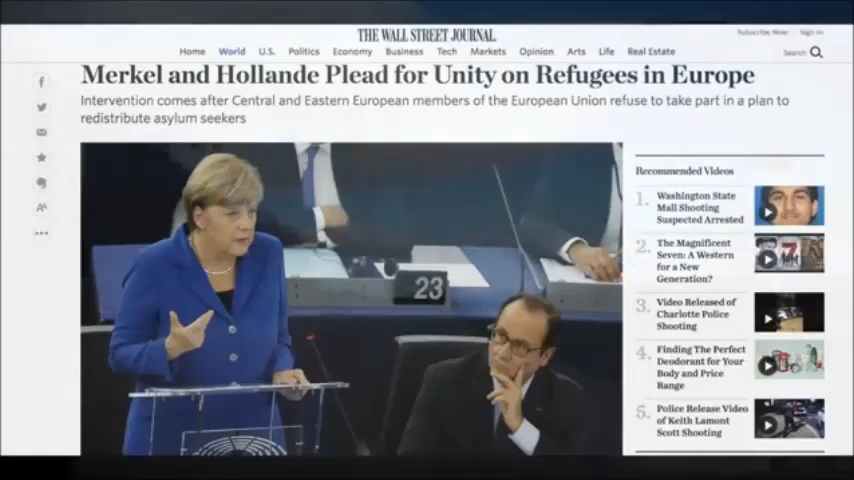 THE WALL STREET JOURNAL.
Subscribe Now Sign In
Home World U.S. Politics Economy Business Tech Markets Opinion Arts Life Real Estate
Search
Merkel and Hollande Plead for Unity on Refugees in Europe
Intervention comes after Central and Eastern European members of the European Union refuse to take part in a plan to
redistribute asylum seekers
23
Recommended Videos
1. Washington State
Mall Shooting
Suspected Arrested
2. The Magnificent
Seven: A Western
for a New
Generation?
3. Video Released of
Charlotte Police
Shooting
4. Finding The Perfect
Deodorant for Your
Body and Price
Range
5. Police Release Video
of Keith Lamont
Scott Shooting